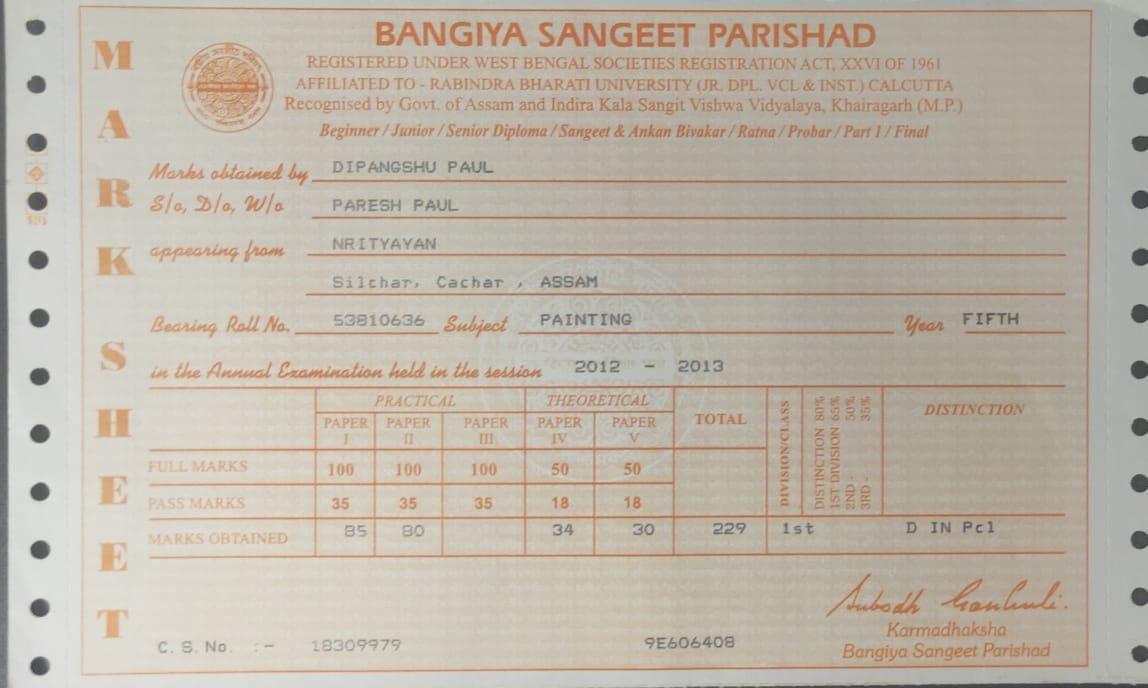 MARK SHEET
BANGIYA SANGEET PARISHAD
REGISTERED UNDER WEST BENGAL SOCIETIES REGISTRATION ACT, XXVI OF 1961
AFFILIATED TO - RABINDRA BHARATI UNIVERSITY (JR. DPL. VCL & INST.) CALCUTTA
Recognised by Govt. of Assam and Indira Kala Sangit Vishwa Vidyalaya, Khairagarh (M.P.)
Beginner / Junior / Senior Diploma / Sangeet & Ankan Bivakar / Ratna / Probar / Part I / Final
Marks obtained by DIPANGSHU PAUL
S/o, D/o, W/o PARESH PAUL
appearing from NRITYAYAN
Silchar, Cachar , ASSAM
Bearing Roll No. 53810636 Subject PAINTING Year FIFTH
in the Annual Examination held in the session 2012 - 2013
PRACTICAL THEORETICAL TOTAL DIVISION/CLASS DISTINCTION 80% 1ST DIVISION 65% 2ND - 50% 3RD - 35% DISTINCTION
PAPER I PAPER II PAPER III PAPER IV PAPER V
FULL MARKS 100 100 100 50 50
PASS MARKS 35 35 35 18 18
MARKS OBTAINED 85 80 34 30 229 1st D IN Pcl
Subodh Ganguli.
Karmadhaksha
Bangiya Sangeet Parishad
C. S. No. :- 18309979 9E606408